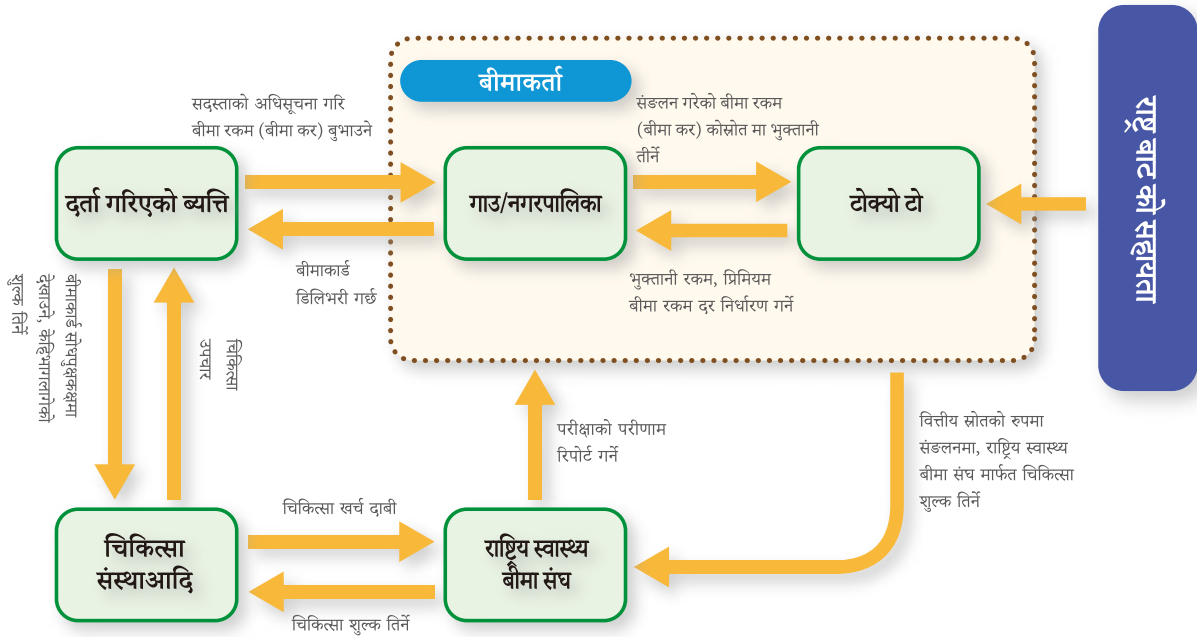 बीमाकर्ता
सदस्ताको अधिसूचना गरि
बीमा रकम (बीमा कर) बुभाउने
संङलन गरेको बीमा रकम
(बीमा कर) कोस्रोत मा भुक्तानी
तीर्ने
दर्ता गरिएको ब्यत्ति
गाउ/नगरपालिका
टोक्यो टो
राष्ट्र बाट को सहायता
बीमाकार्ड
डिलिभरी गर्छ
भुक्तानी रकम, प्रिमियम
बीमा रकम दर निर्धारण गर्ने
बीमाकार्ड सोधपुछकक्षमा
देखाउने, केहिभागलागेको
शुल्क तिर्ने
चिकित्सा
उपचार
परीक्षाको परीणाम
रिपोर्ट गर्ने
वित्तीय स्रोतको रुपमा
संङलनमा, राष्ट्रिय स्वास्थ्य
बीमा संघ मार्फत चिकित्सा
शुल्क तिर्ने
चिकित्सा खर्च दाबी
चिकित्सा
संस्थाआदि
राष्ट्रिय स्वास्थ्य
बीमा संघ
चिकित्सा शुल्क तिर्ने